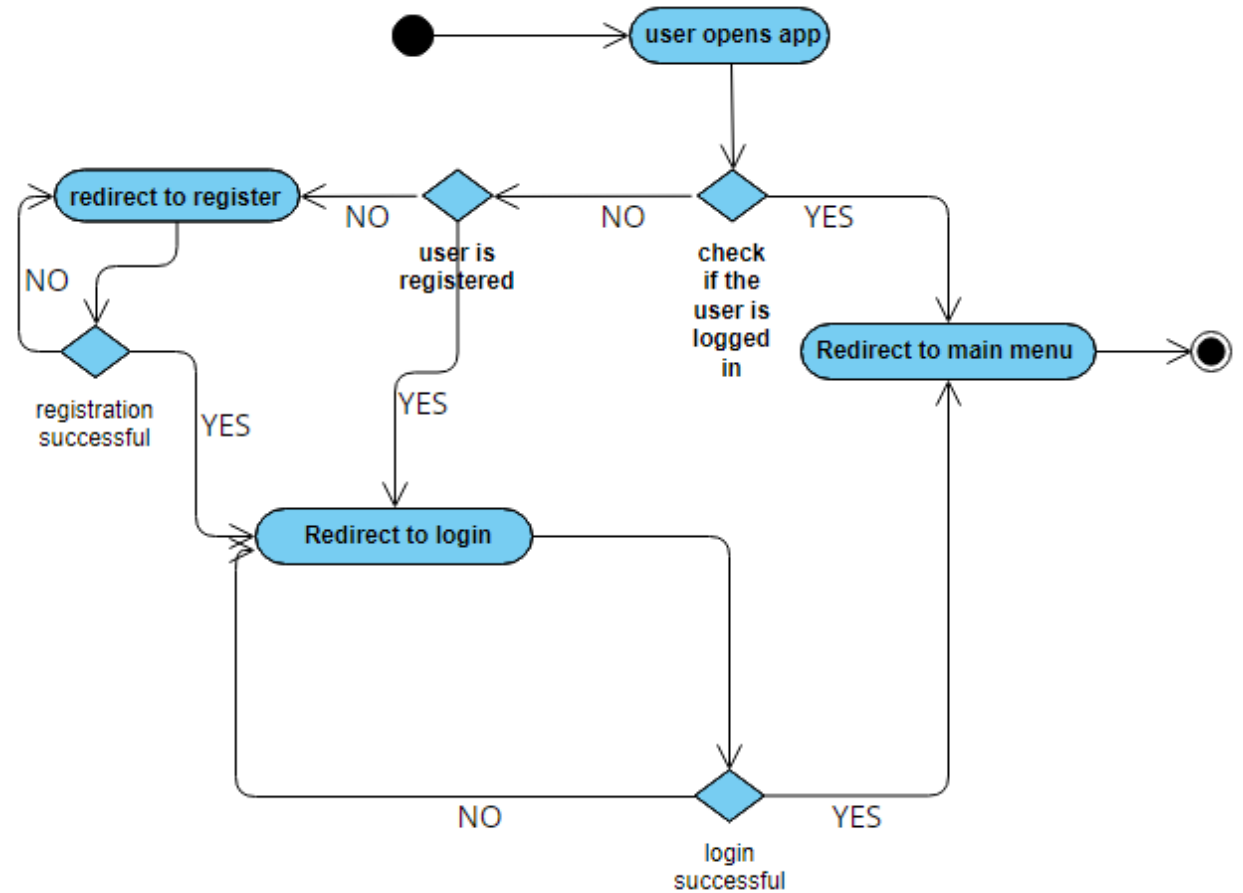 user opens app
redirect to register
NO
NO
YES
NO
user is
registered
check
if the
user is
logged
in
Redirect to main menu
registration
successful
YES
YES
Redirect to login
NO
YES
login
successful